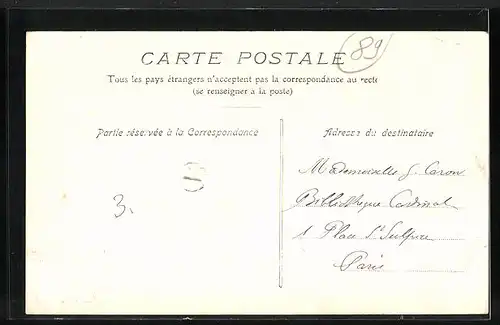 CARTE POSTALE
89
Tous les pays étrangers n'acceptent pas la correspondance au recto
(se renseigner à la poste)
Partie réservée à la Correspondance
3.
Adresse du destinataire
Mademoiselle J. Caron
Bibliothèque Cardinal
1 Place St Sulpice
Paris